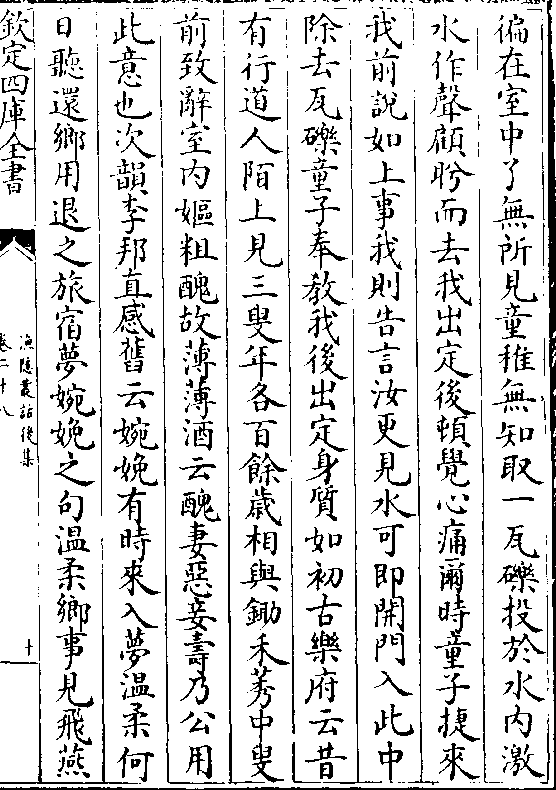 徧在室中了無所見童稚無知取一瓦礫投於水內激
水作聲顧盻而去我出定後頓覺心痛爾時童子捷來
我前說如上事我則告言汝更見水可即開門入此中
除去瓦礫童子奉教我後出定身質如初古樂府云昔
有行道人陌上見三叟年各百餘歲相與鋤禾莠中叟
前致辭室內嫗粗醜故薄薄酒云醜妻惡妾壽乃公用
此意也次韻李邦直感舊云婉娩有時來入夢溫柔何
日聽還鄉用退之旅宿夢婉娩之句溫柔鄉事見飛燕
欽定四庫全書
漁隱叢話後集
卷二十八
十